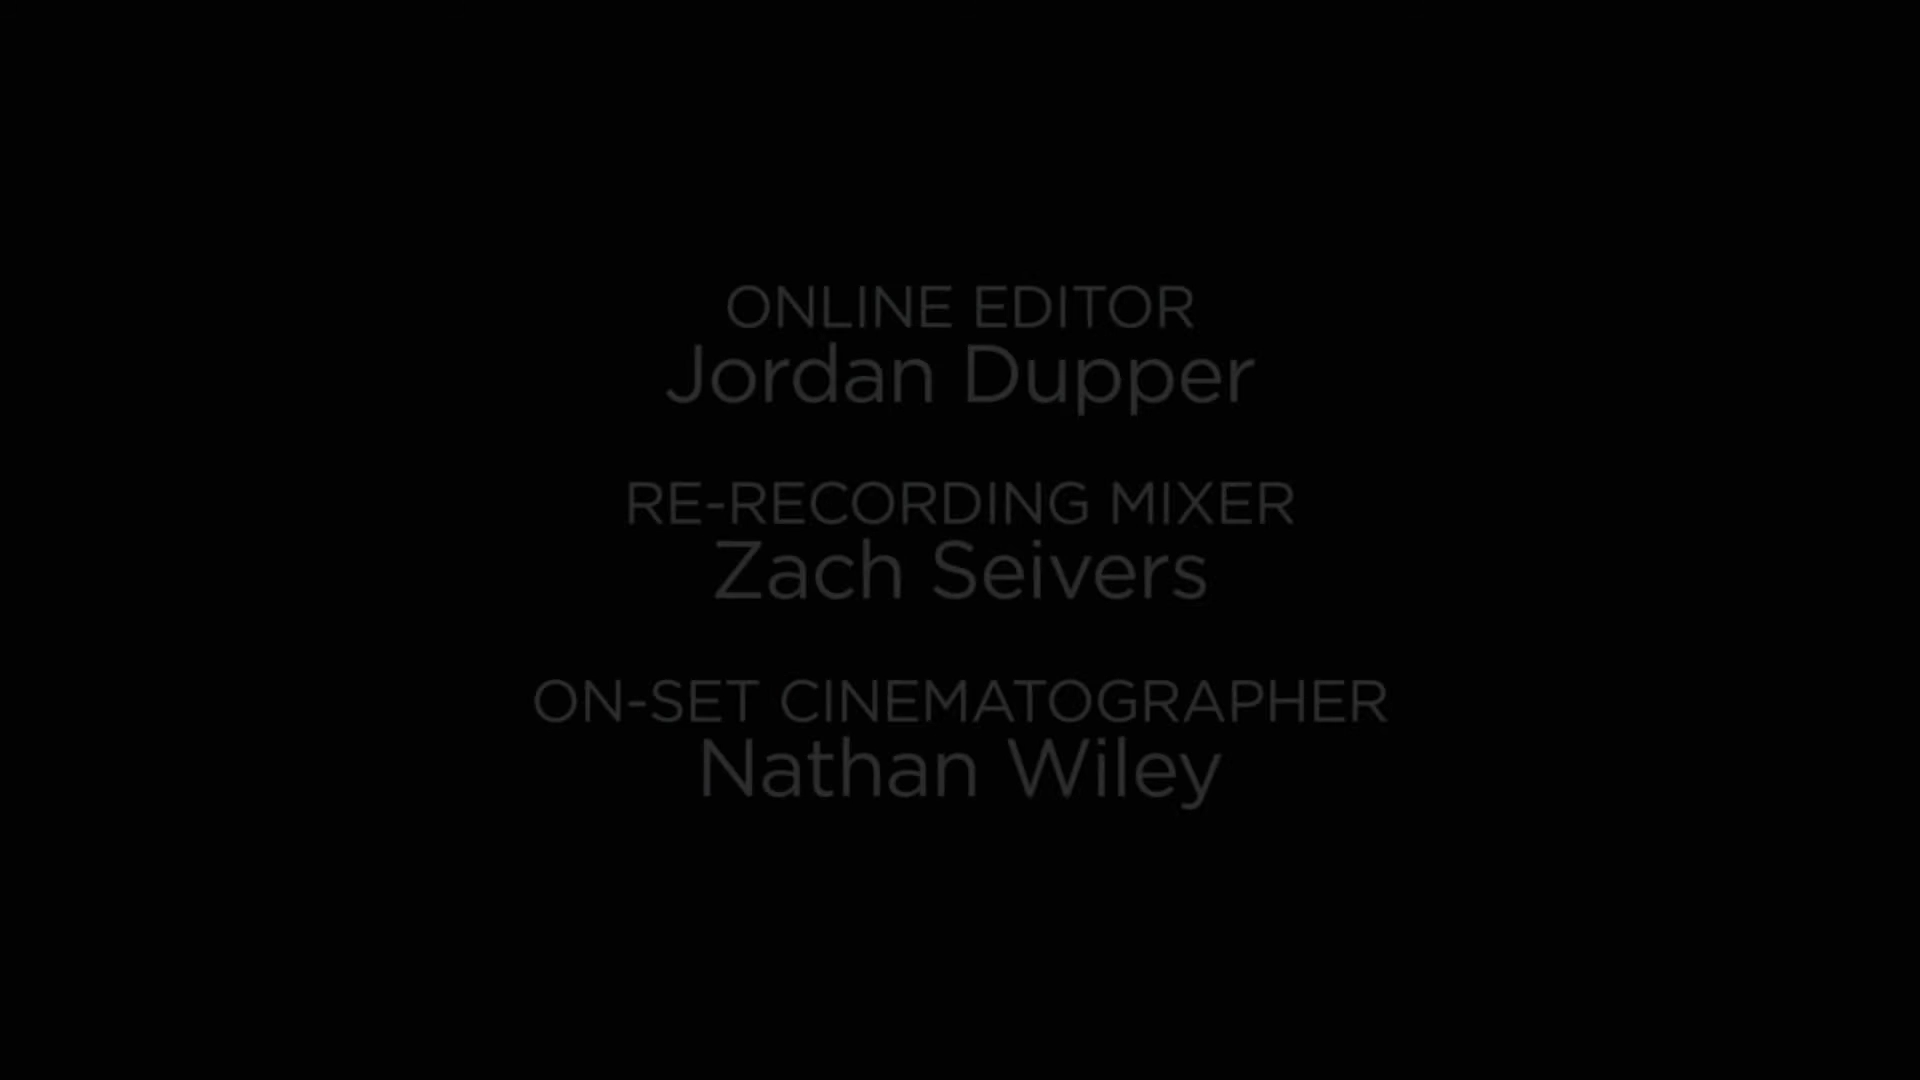 ONLINE EDITOR
Jordan Dupper
RE-RECORDING MIXER
Zach Seivers
ON-SET CINEMATOGRAPHER
Nathan Wiley